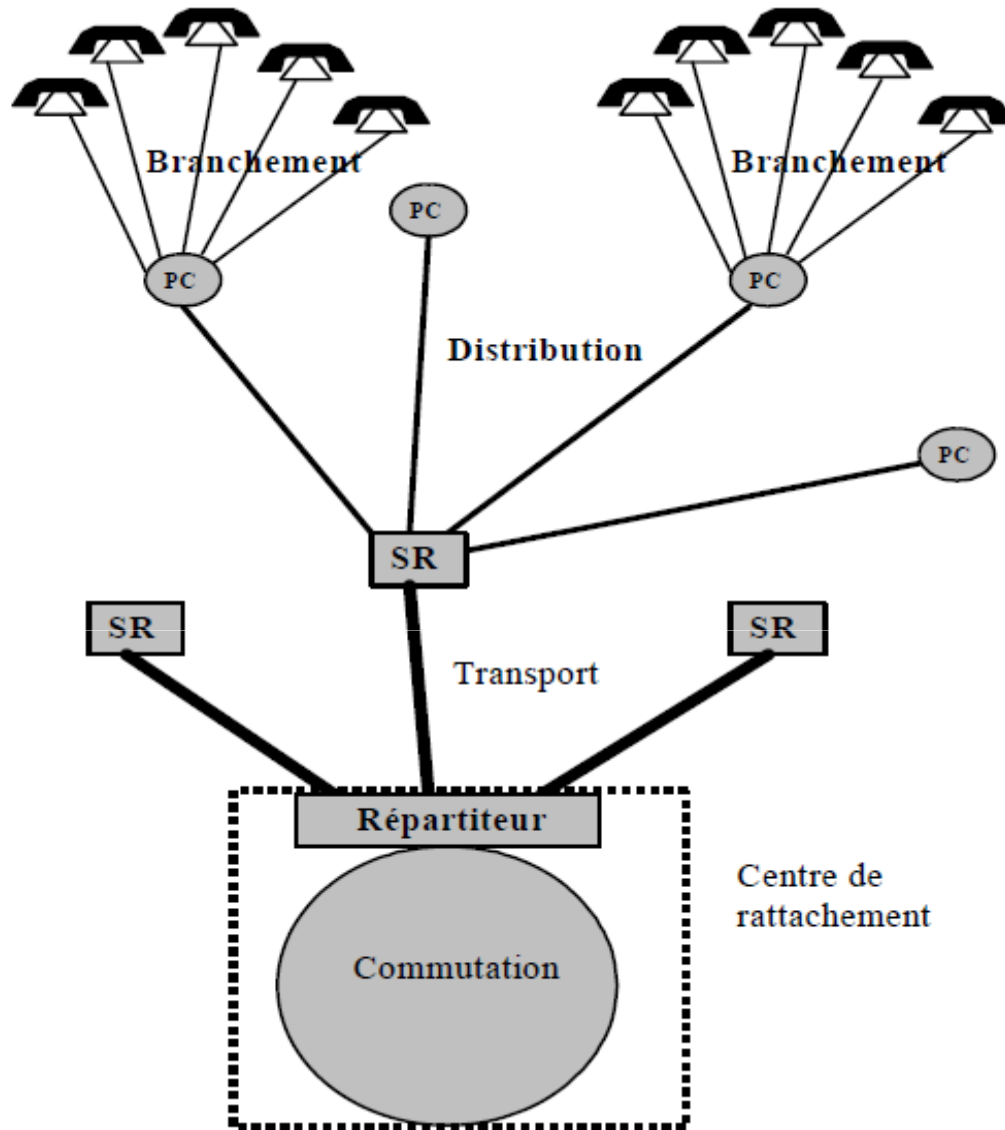 Branchement
Branchement
PC
PC
PC
Distribution
PC
SR
SR
SR
Transport
Répartiteur
Centre de
rattachement
Commutation